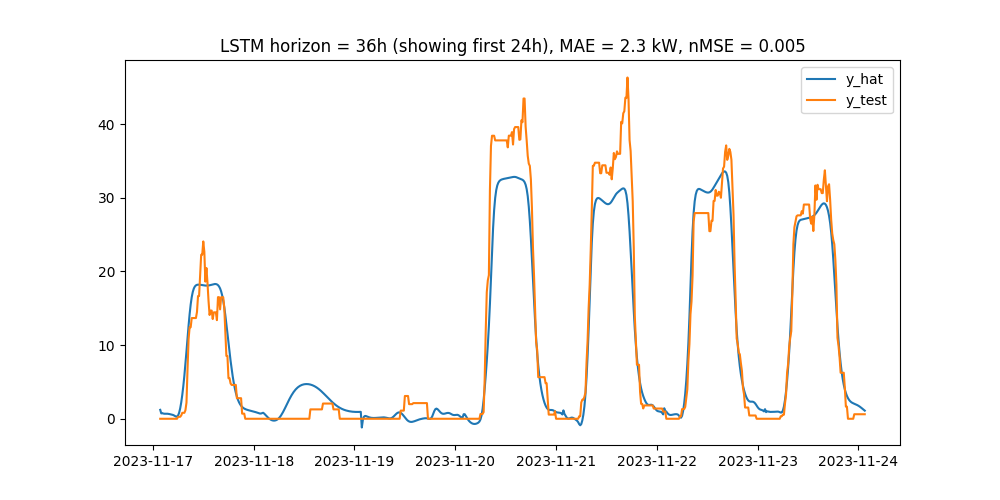 LSTM horizon = 36h (showing first 24h), MAE = 2.3 kW, nMSE = 0.005
y_hat
y_test
40
30
20
10
0
2023-11-17 2023-11-18 2023-11-19 2023-11-20 2023-11-21 2023-11-22 2023-11-23 2023-11-24